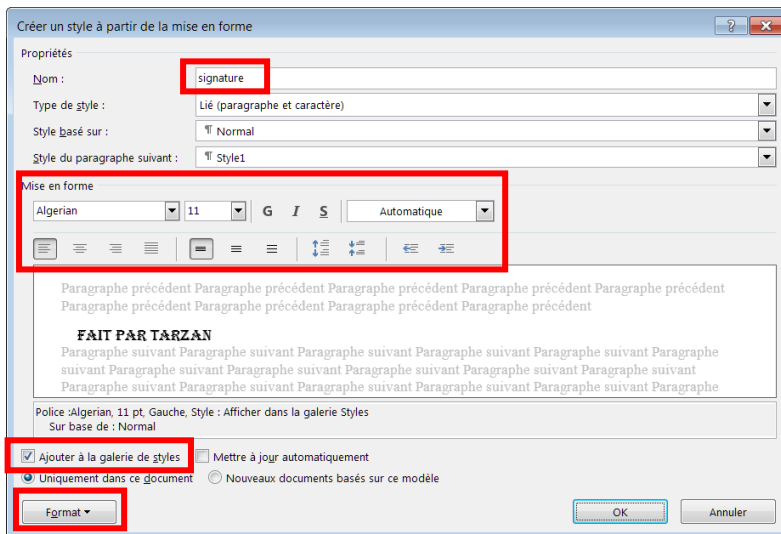 Créer un style à partir de la mise en forme
Propriétés
Nom : signature
Type de style : Lié (paragraphe et caractère)
Style basé sur : ¶ Normal
Style du paragraphe suivant : ¶ Style1
Mise en forme
Algerian 11 G I S Automatique
Paragraphe précédent Paragraphe précédent Paragraphe précédent Paragraphe précédent Paragraphe précédent
Paragraphe précédent Paragraphe précédent Paragraphe précédent Paragraphe précédent
FAIT PAR TARZAN
Paragraphe suivant Paragraphe suivant Paragraphe suivant Paragraphe suivant Paragraphe suivant Paragraphe
suivant Paragraphe suivant Paragraphe suivant Paragraphe suivant Paragraphe suivant Paragraphe suivant
Paragraphe suivant Paragraphe suivant Paragraphe suivant Paragraphe suivant Paragraphe suivant Paragraphe
Police :Algerian, 11 pt, Gauche, Style : Afficher dans la galerie Styles
Sur base de : Normal
Ajouter à la galerie de styles Mettre à jour automatiquement
Uniquement dans ce document Nouveaux documents basés sur ce modèle
Format OK Annuler